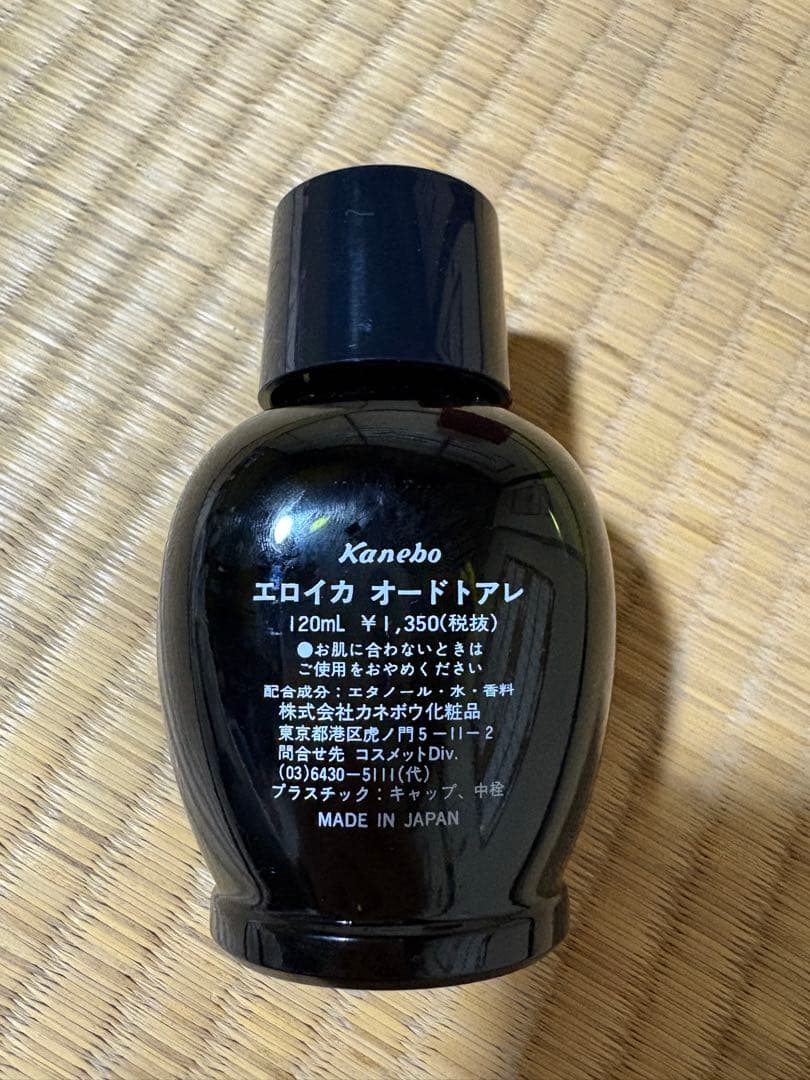 Kanebo
エロイカ オードトアレ
120mL ¥1,350(税抜)
●お肌に合わないときは
ご使用をおやめください
配合成分：エタノール・水・香料
株式会社カネボウ化粧品
東京都港区虎ノ門5-11-2
問合せ先 コスメットDiv.
(03)6430-5111(代)
プラスチック：キャップ、中栓
MADE IN JAPAN